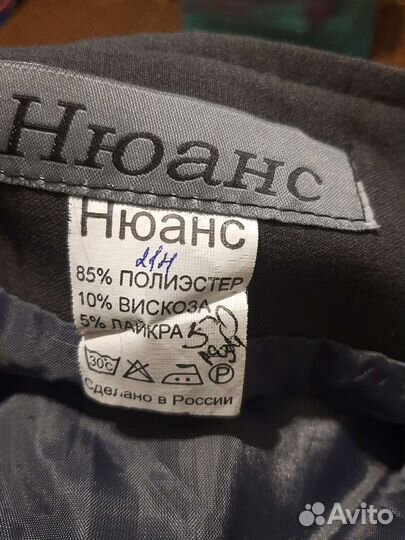 Нюанс
Нюанс
85% ПОЛИЭСТЕР
10% ВИСКОЗА
5% ЛАЙКРА
30°C P
Сделано в России
Avito